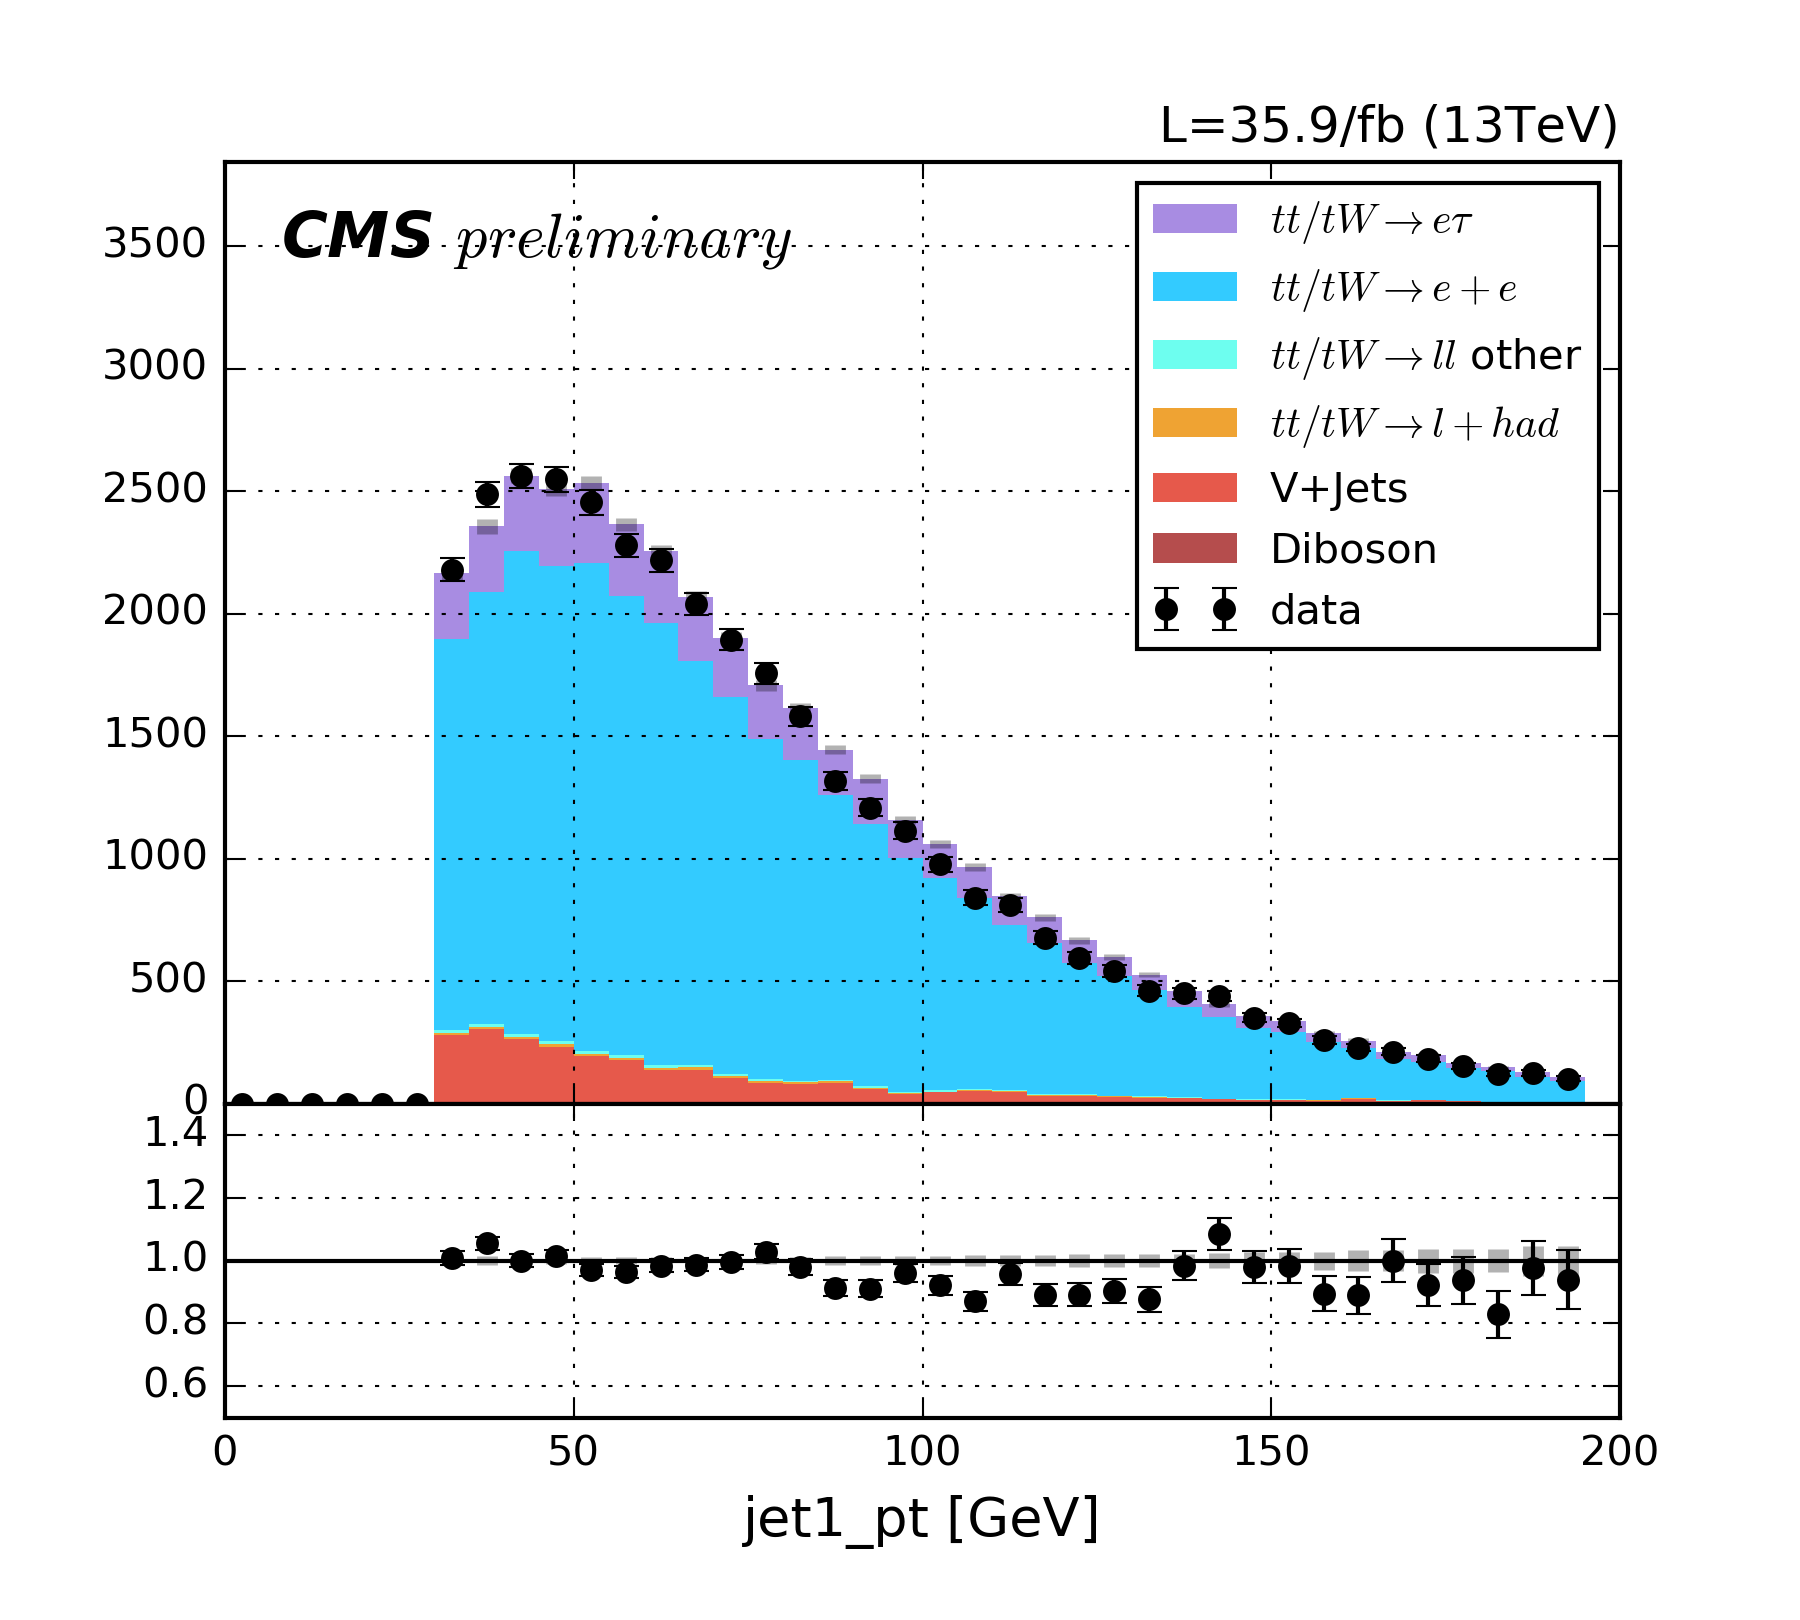 L=35.9/fb (13TeV)
CMS preliminary
tt/tW→eτ
tt/tW→e+e
tt/tW→ll other
tt/tW→l+had
V+Jets
Diboson
data
3500
3000
2500
2000
1500
1000
500
0
1.4
1.2
1.0
0.8
0.6
0 50 100 150 200
jet1_pt [GeV]